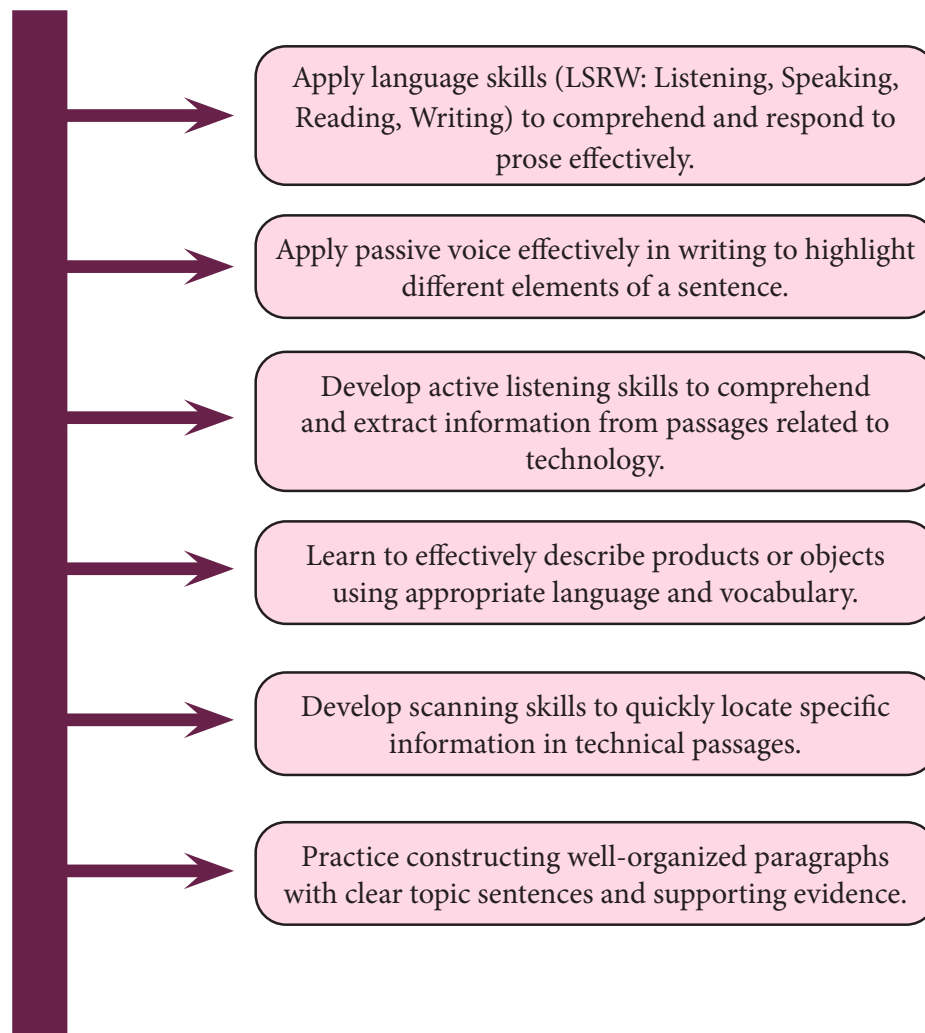 Apply language skills (LSRW: Listening, Speaking,
Reading, Writing) to comprehend and respond to
prose effectively.
Apply passive voice effectively in writing to highlight
different elements of a sentence.
Develop active listening skills to comprehend
and extract information from passages related to
technology.
Learn to effectively describe products or objects
using appropriate language and vocabulary.
Develop scanning skills to quickly locate specific
information in technical passages.
Practice constructing well-organized paragraphs
with clear topic sentences and supporting evidence.